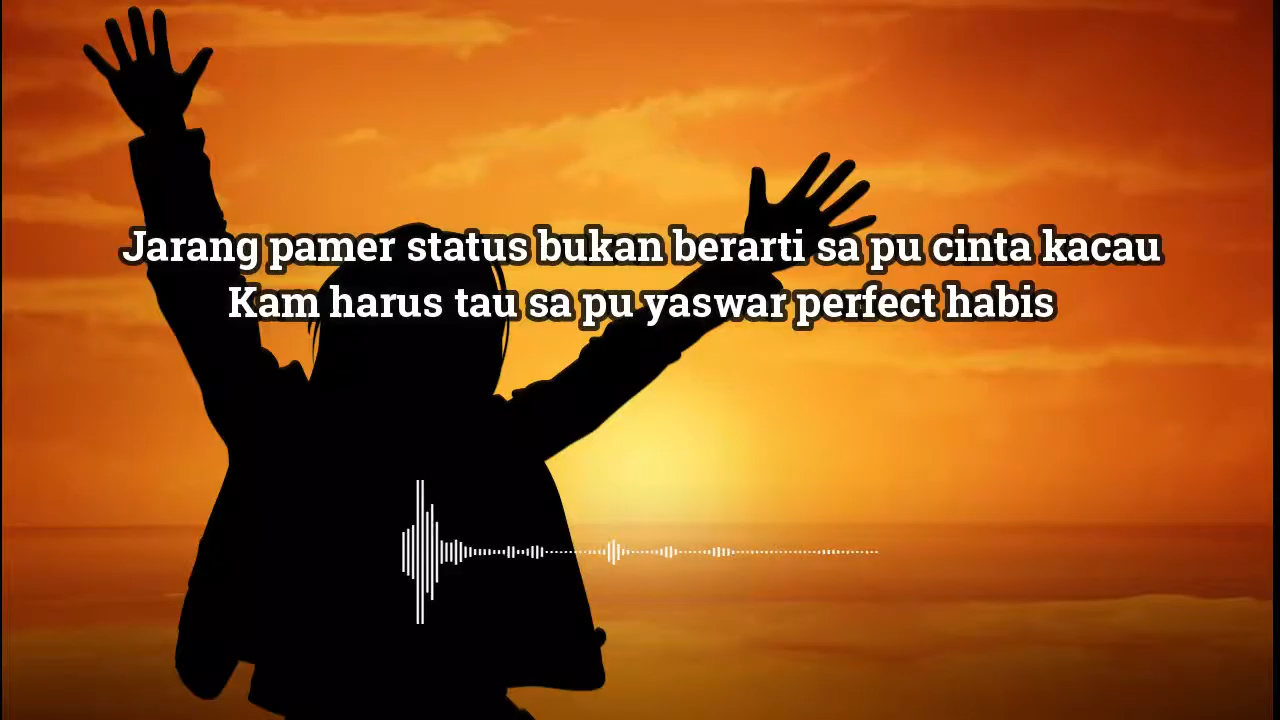 Jarang pamer status bukan berarti sa pu cinta kacau
Kam harus tau sa pu yaswar perfect habis